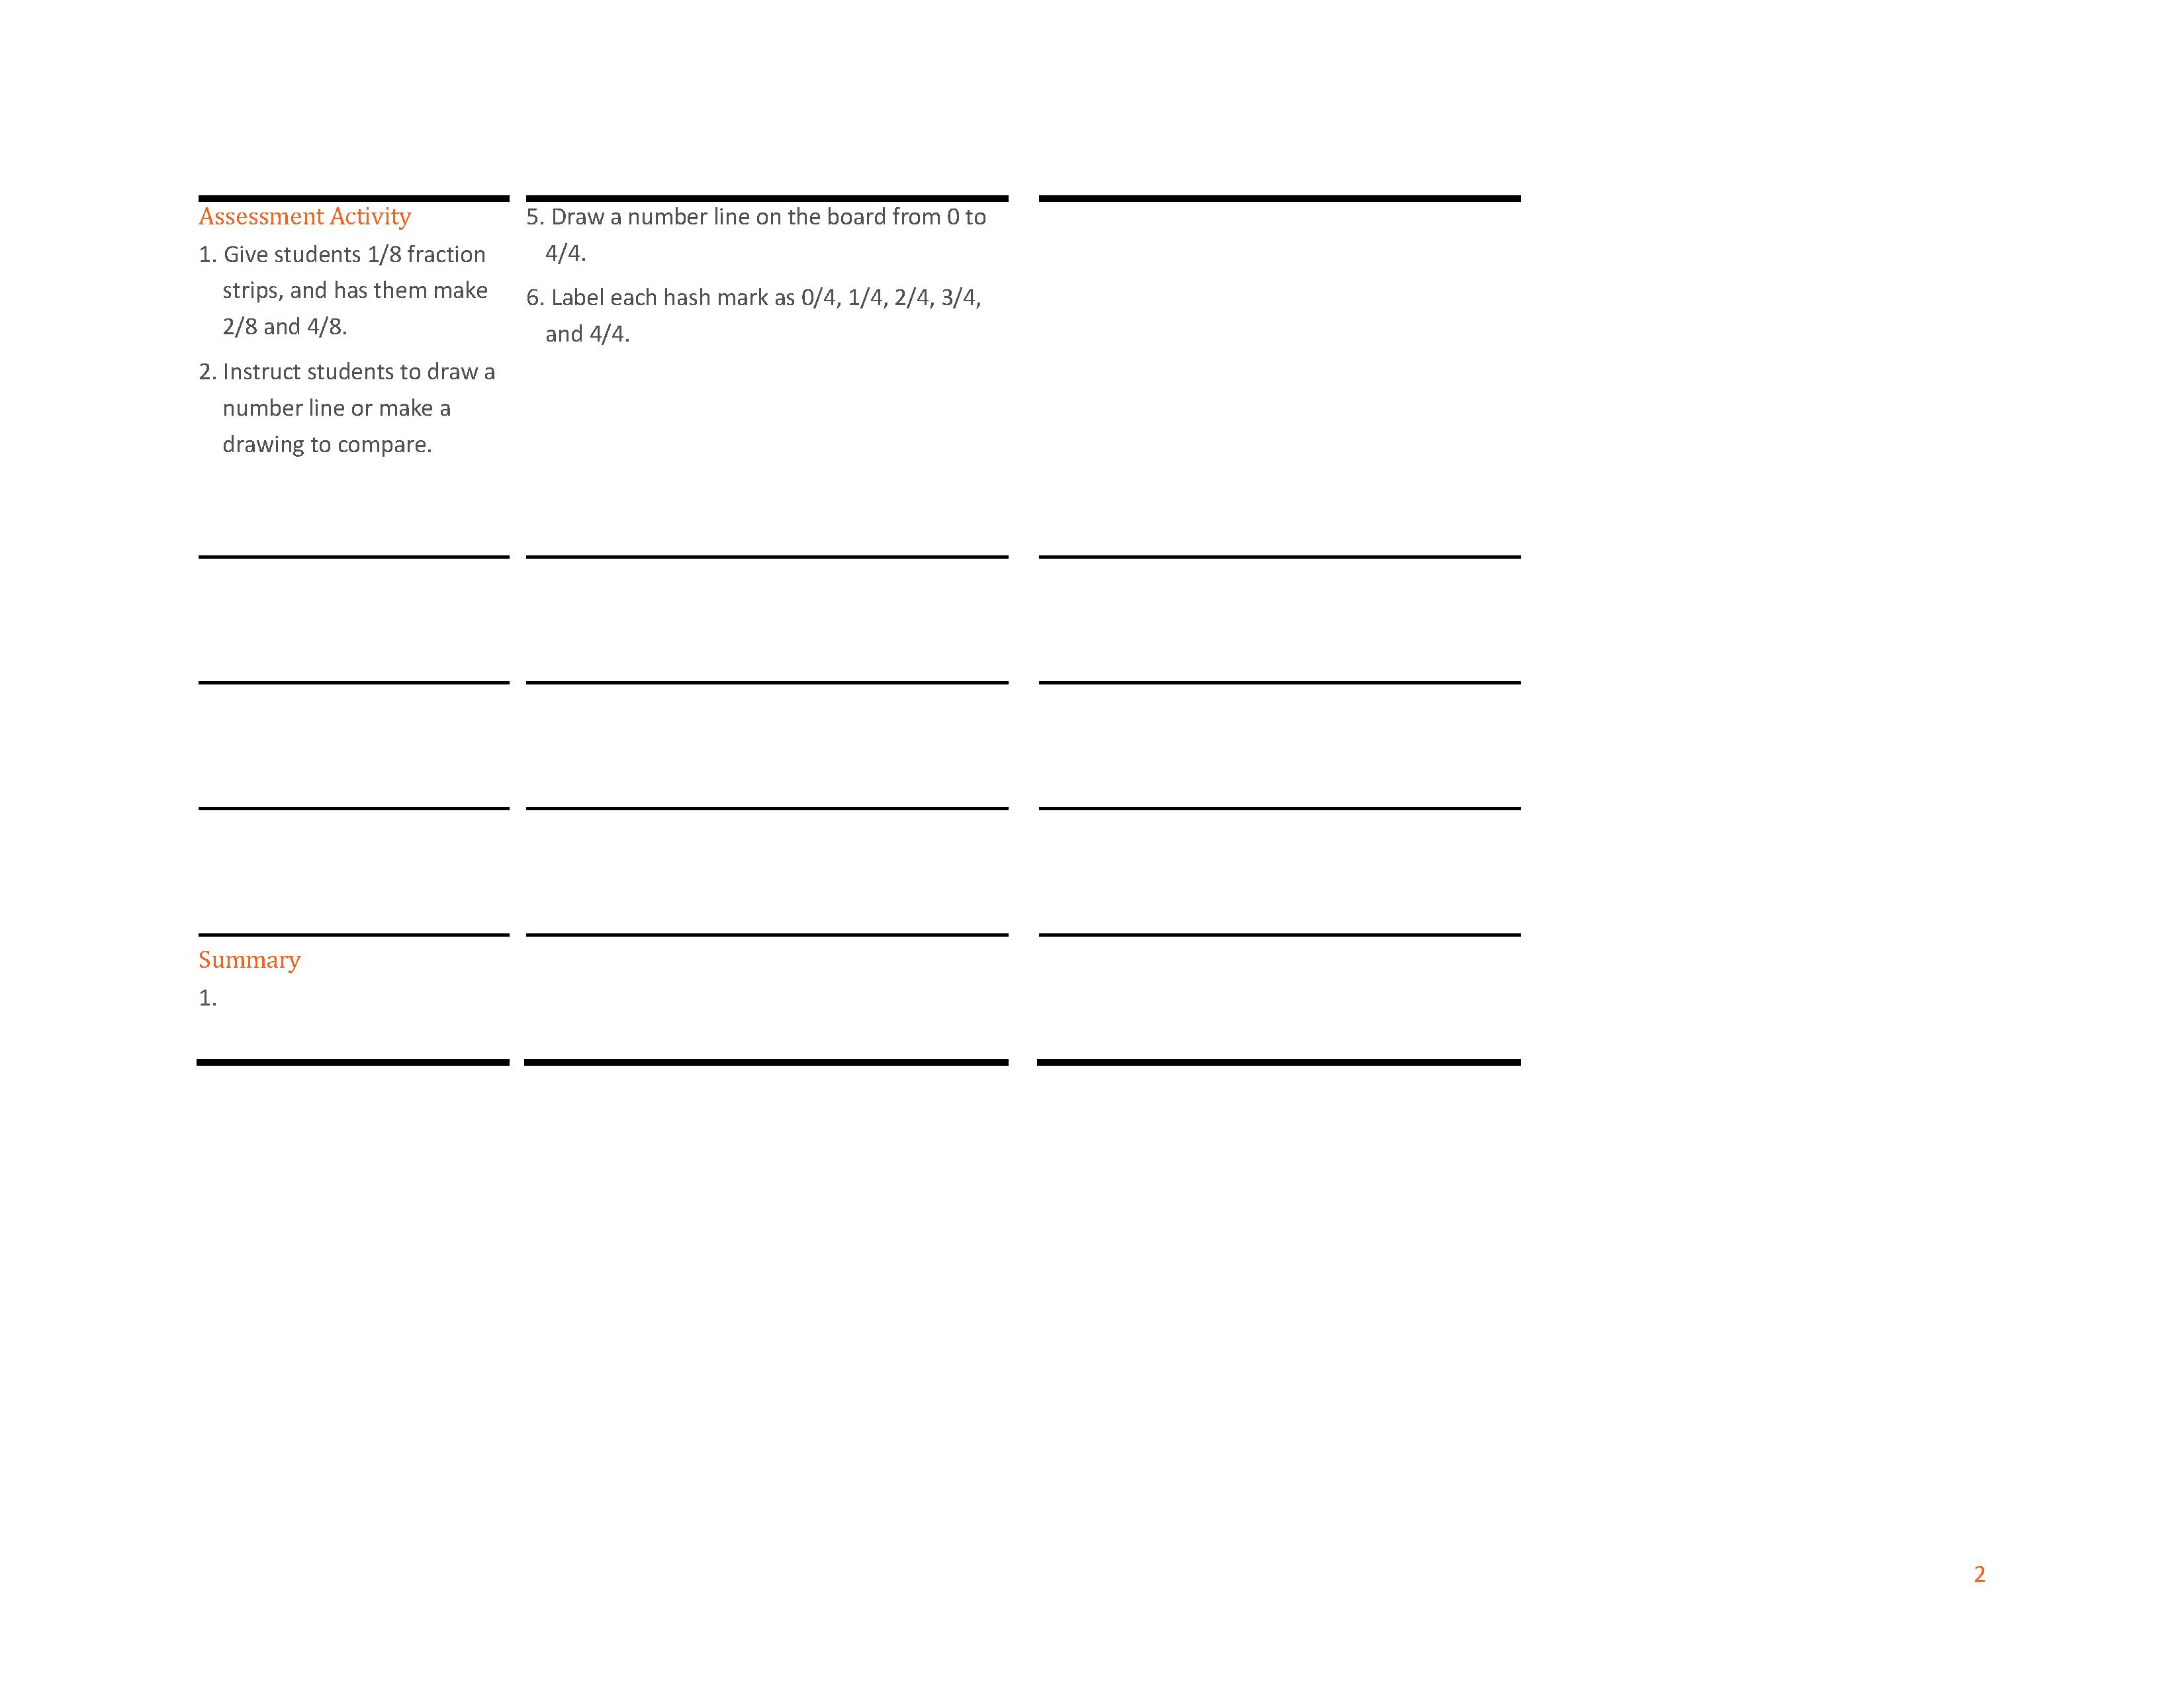 Assessment Activity
1. Give students 1/8 fraction
strips, and has them make
2/8 and 4/8.
2. Instruct students to draw a
number line or make a
drawing to compare.
5. Draw a number line on the board from 0 to
4/4.
6. Label each hash mark as 0/4, 1/4, 2/4, 3/4,
and 4/4.
Summary
1.
2